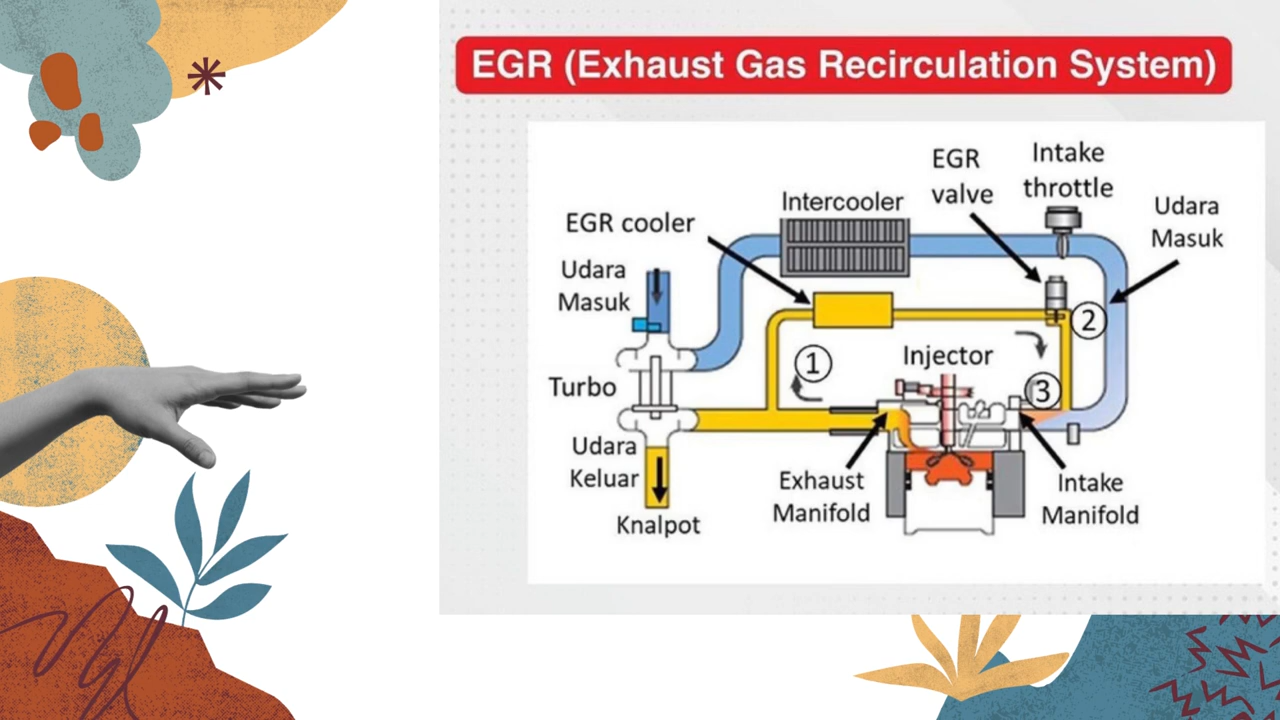 EGR (Exhaust Gas Recirculation System)
EGR
valve
Intake
throttle
Intercooler
Udara
Masuk
EGR cooler
Udara
Masuk
2
Injector
1
3
Turbo
Udara
Keluar
Exhaust
Manifold
Intake
Manifold
Knalpot